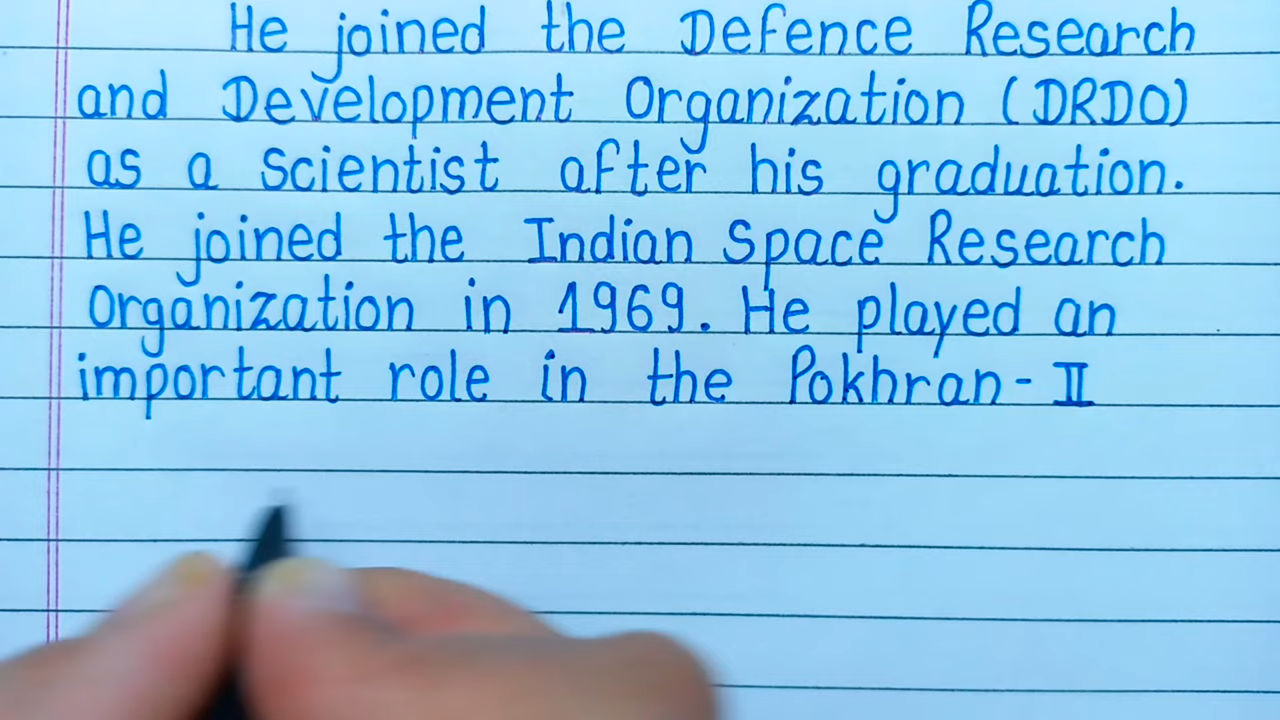 He joined the Defence Research
and Development Organization (DRDO)
as a scientist after his graduation.
He joined the Indian Space Research
Organization in 1969. He played an
important role in the Pokhran-II